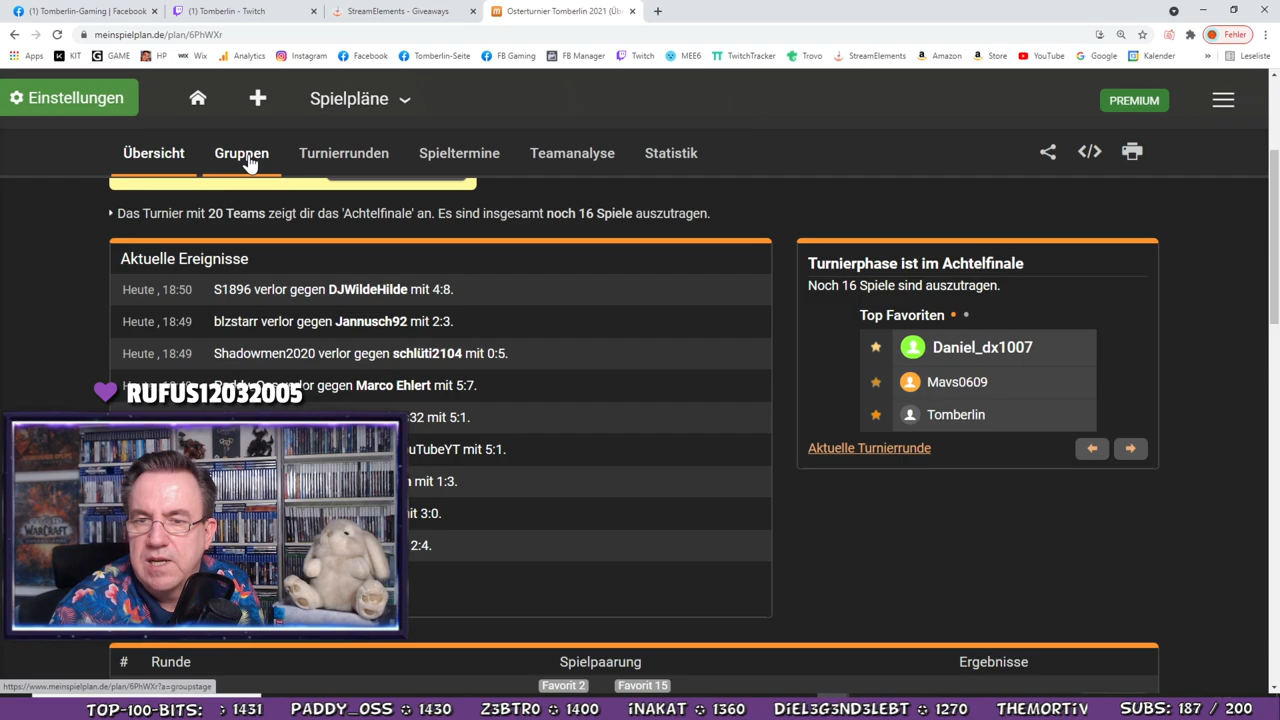 (1) Tomberlin-Gaming | Facebook
(1) Tomberlin - Twitch
StreamElements - Giveaways
Osterturnier Tomberlin 2021 (Üb
meinspielplan.de/plan/6PhWXr
Fehler
Apps KIT GAME HP Wix Analytics Instagram Facebook Tomberlin-Seite FB Gaming FB Manager Twitch MEE6 TwitchTracker Trovo StreamElements Amazon Store YouTube Google Kalender » Leseliste
Einstellungen
Spielpläne
PREMIUM
Übersicht Gruppen Turnierrunden Spieltermine Teamanalyse Statistik
Das Turnier mit 20 Teams zeigt dir das 'Achtelfinale' an. Es sind insgesamt noch 16 Spiele auszutragen.
Aktuelle Ereignisse
Heute , 18:50 S1896 verlor gegen DJWildeHilde mit 4:8.
Heute , 18:49 blzstarr verlor gegen Jannusch92 mit 2:3.
Heute , 18:49 Shadowmen2020 verlor gegen schlüti2104 mit 0:5.
gegen Marco Ehlert mit 5:7.
RUFUS12032005
32 mit 5:1.
uTubeYT mit 5:1.
mit 1:3.
it 3:0.
2:4.
Turnierphase ist im Achtelfinale
Noch 16 Spiele sind auszutragen.
Top Favoriten
Daniel_dx1007
Mavs0609
Tomberlin
Aktuelle Turnierrunde
WARCRAFT
# Runde Spielpaarung Ergebnisse
Favorit 2 Favorit 15
https://www.meinspielplan.de/plan/6PhWXr?a=groupstage
TOP-100-BITS: : 1431 PADDY_OSS 1430 Z3BTRO 1400 iNAKAT 1360 DiEL3G3ND3LEBT 1270 THEMORTiV SUBS: 187 / 200